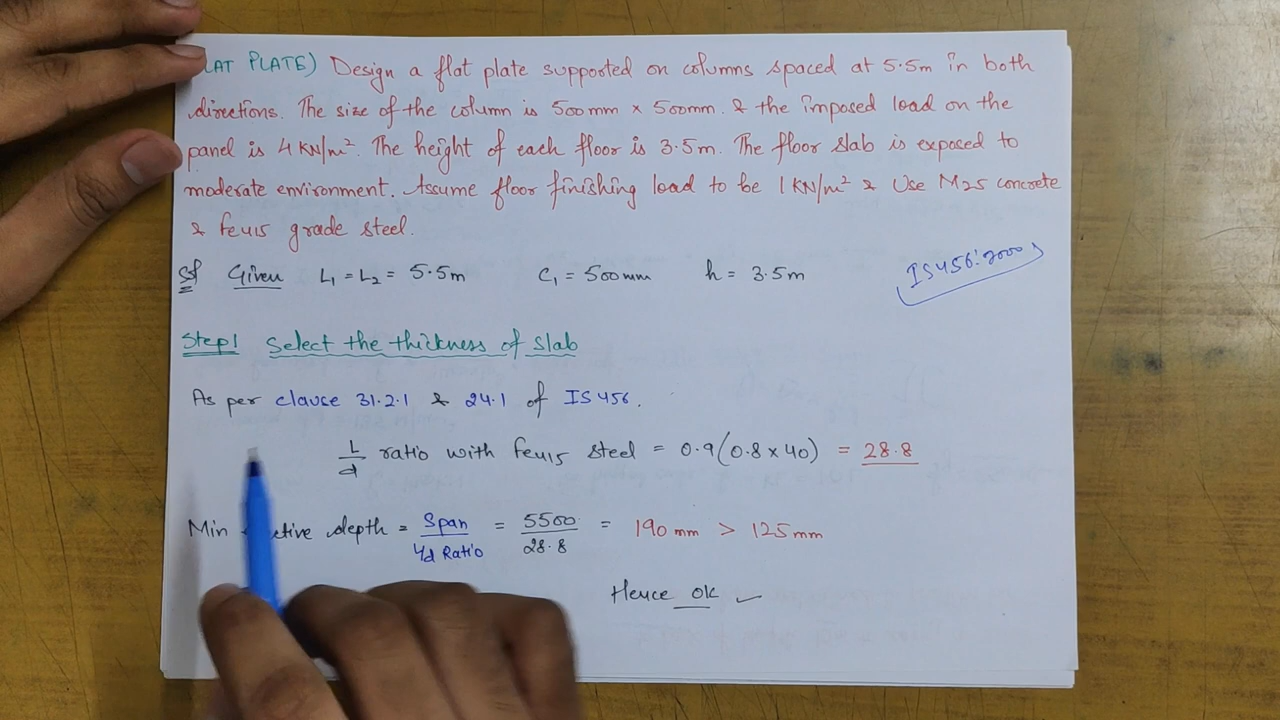 LAT PLATE) Design a flat plate supported on columns spaced at 5.5m in both
directions. The size of the column is 500mm x 500mm. & the imposed load on the
panel is 4 KN/m². The height of each floor is 3.5m. The floor slab is exposed to
moderate environment. Assume floor finishing load to be 1 KN/m² & Use M25 concrete
& fe415 grade steel.
Sol Given L₁ = L₂ = 5.5m C₁ = 500mm h = 3.5m IS456:2000
Step1 Select the thickness of slab
As per clause 31.2.1 & 24.1 of IS 456.
L/d ratio with fe415 steel = 0.9(0.8 x 40) = 28.8
Min ctive depth = Span / L/d Ratio = 5500 / 28.8 = 190 mm > 125 mm
Hence ok ✓